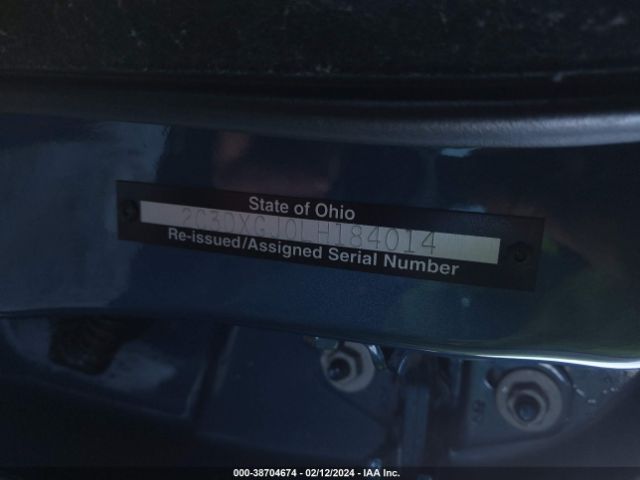 State of Ohio
2C3DXGJ0LH184014
Re-issued/Assigned Serial Number
000-38704674 - 02/12/2024 - IAA Inc.